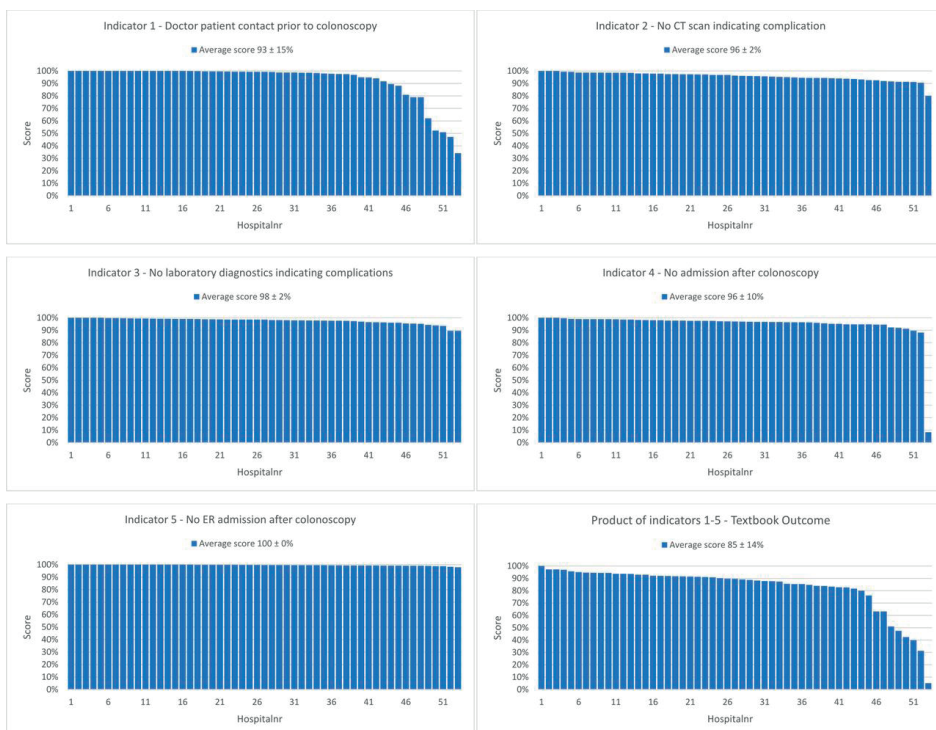 Indicator 1 - Doctor patient contact prior to colonoscopy
Average score 93 ± 15%
100%
90%
80%
70%
60%
50%
40%
30%
20%
10%
0%
Score
1 6 11 16 21 26 31 36 41 46 51
Hospitalnr
Indicator 2 - No CT scan indicating complication
Average score 96 ± 2%
100%
90%
80%
70%
60%
50%
40%
30%
20%
10%
0%
Score
1 6 11 16 21 26 31 36 41 46 51
Hospitalnr
Indicator 3 - No laboratory diagnostics indicating complications
Average score 98 ± 2%
100%
90%
80%
70%
60%
50%
40%
30%
20%
10%
0%
Score
1 6 11 16 21 26 31 36 41 46 51
Hospitalnr
Indicator 4 - No admission after colonoscopy
Average score 96 ± 10%
100%
90%
80%
70%
60%
50%
40%
30%
20%
10%
0%
Score
1 6 11 16 21 26 31 36 41 46 51
Hospitalnr
Indicator 5 - No ER admission after colonoscopy
Average score 100 ± 0%
100%
90%
80%
70%
60%
50%
40%
30%
20%
10%
0%
Score
1 6 11 16 21 26 31 36 41 46 51
Hospitalnr
Product of indicators 1-5 - Textbook Outcome
Average score 85 ± 14%
100%
90%
80%
70%
60%
50%
40%
30%
20%
10%
0%
Score
1 6 11 16 21 26 31 36 41 46 51
Hospitalnr